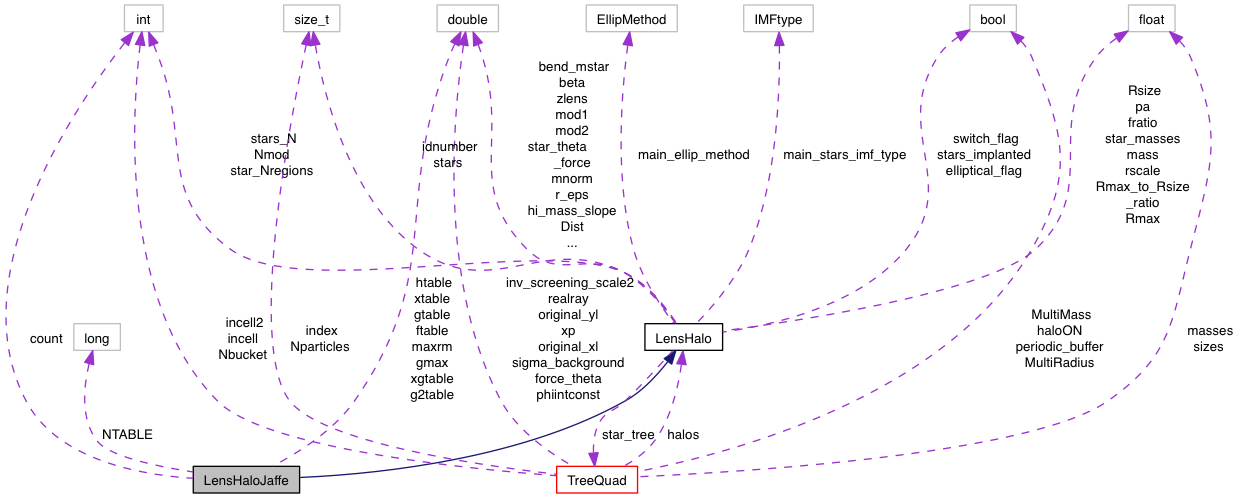 int
size_t
double
EllipMethod
IMFtype
bool
float
bend_mstar
beta
zlens
mod1
mod2
star_theta
_force
mnorm
r_eps
hi_mass_slope
Dist
...
Rsize
pa
fratio
star_masses
mass
rscale
Rmax_to_Rsize
_ratio
Rmax
stars_N
Nmod
star_Nregions
idnumber
stars
main_ellip_method
main_stars_imf_type
switch_flag
stars_implanted
elliptical_flag
htable
xtable
gtable
ftable
maxrm
gmax
xgtable
g2table
inv_screening_scale2
realray
original_yl
xp
original_xl
sigma_background
force_theta
phiintconst
count
long
incell2
incell
Nbucket
index
Nparticles
LensHalo
MultiMass
haloON
periodic_buffer
MultiRadius
masses
sizes
NTABLE
star_tree
halos
LensHaloJaffe
TreeQuad